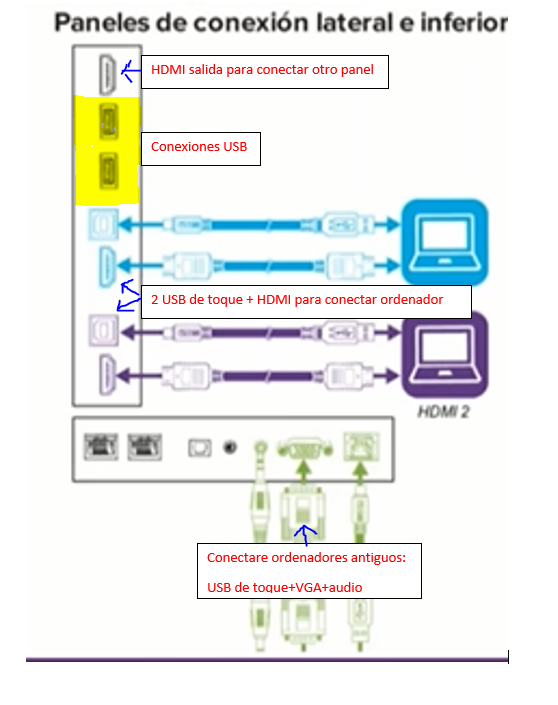 Paneles de conexión lateral e inferior
HDMI salida para conectar otro panel
Conexiones USB
2 USB de toque + HDMI para conectar ordenador
HDMI 2
Conectare ordenadores antiguos:
USB de toque+VGA+audio